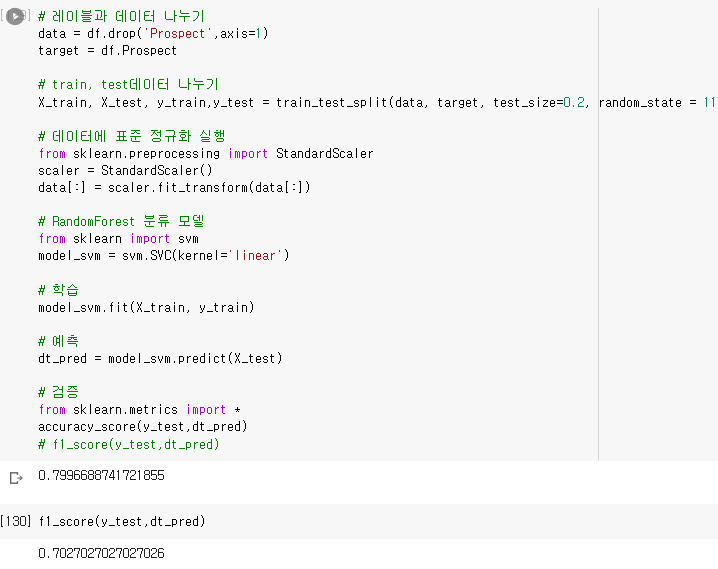 # 레이블과 데이터 나누기
data = df.drop('Prospect',axis=1)
target = df.Prospect
# train, test데이터 나누기
X_train, X_test, y_train,y_test = train_test_split(data, target, test_size=0.2, random_state = 11
# 데이터에 표준 정규화 실행
from sklearn.preprocessing import StandardScaler
scaler = StandardScaler()
data[:] = scaler.fit_transform(data[:])
# RandomForest 분류 모델
from sklearn import svm
model_svm = svm.SVC(kernel='linear')
# 학습
model_svm.fit(X_train, y_train)
# 예측
dt_pred = model_svm.predict(X_test)
# 검증
from sklearn.metrics import *
accuracy_score(y_test,dt_pred)
# f1_score(y_test,dt_pred)
0.7996688741721855
[130] f1_score(y_test,dt_pred)
0.7027027027027026